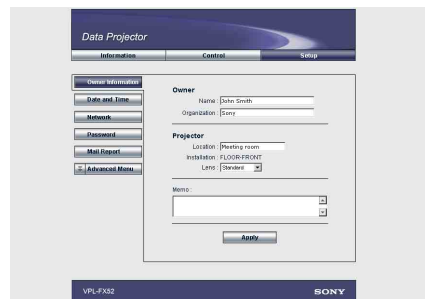 Data Projector
Information Control Setup
Owner Information
Date and Time
Network
Password
Mail Report
Advanced Menu
Owner
Name : John Smith
Organization : Sony
Projector
Location : Meeting room
Installation : FLOOR-FRONT
Lens : Standard
Memo :
Apply
VPL-FX52 SONY